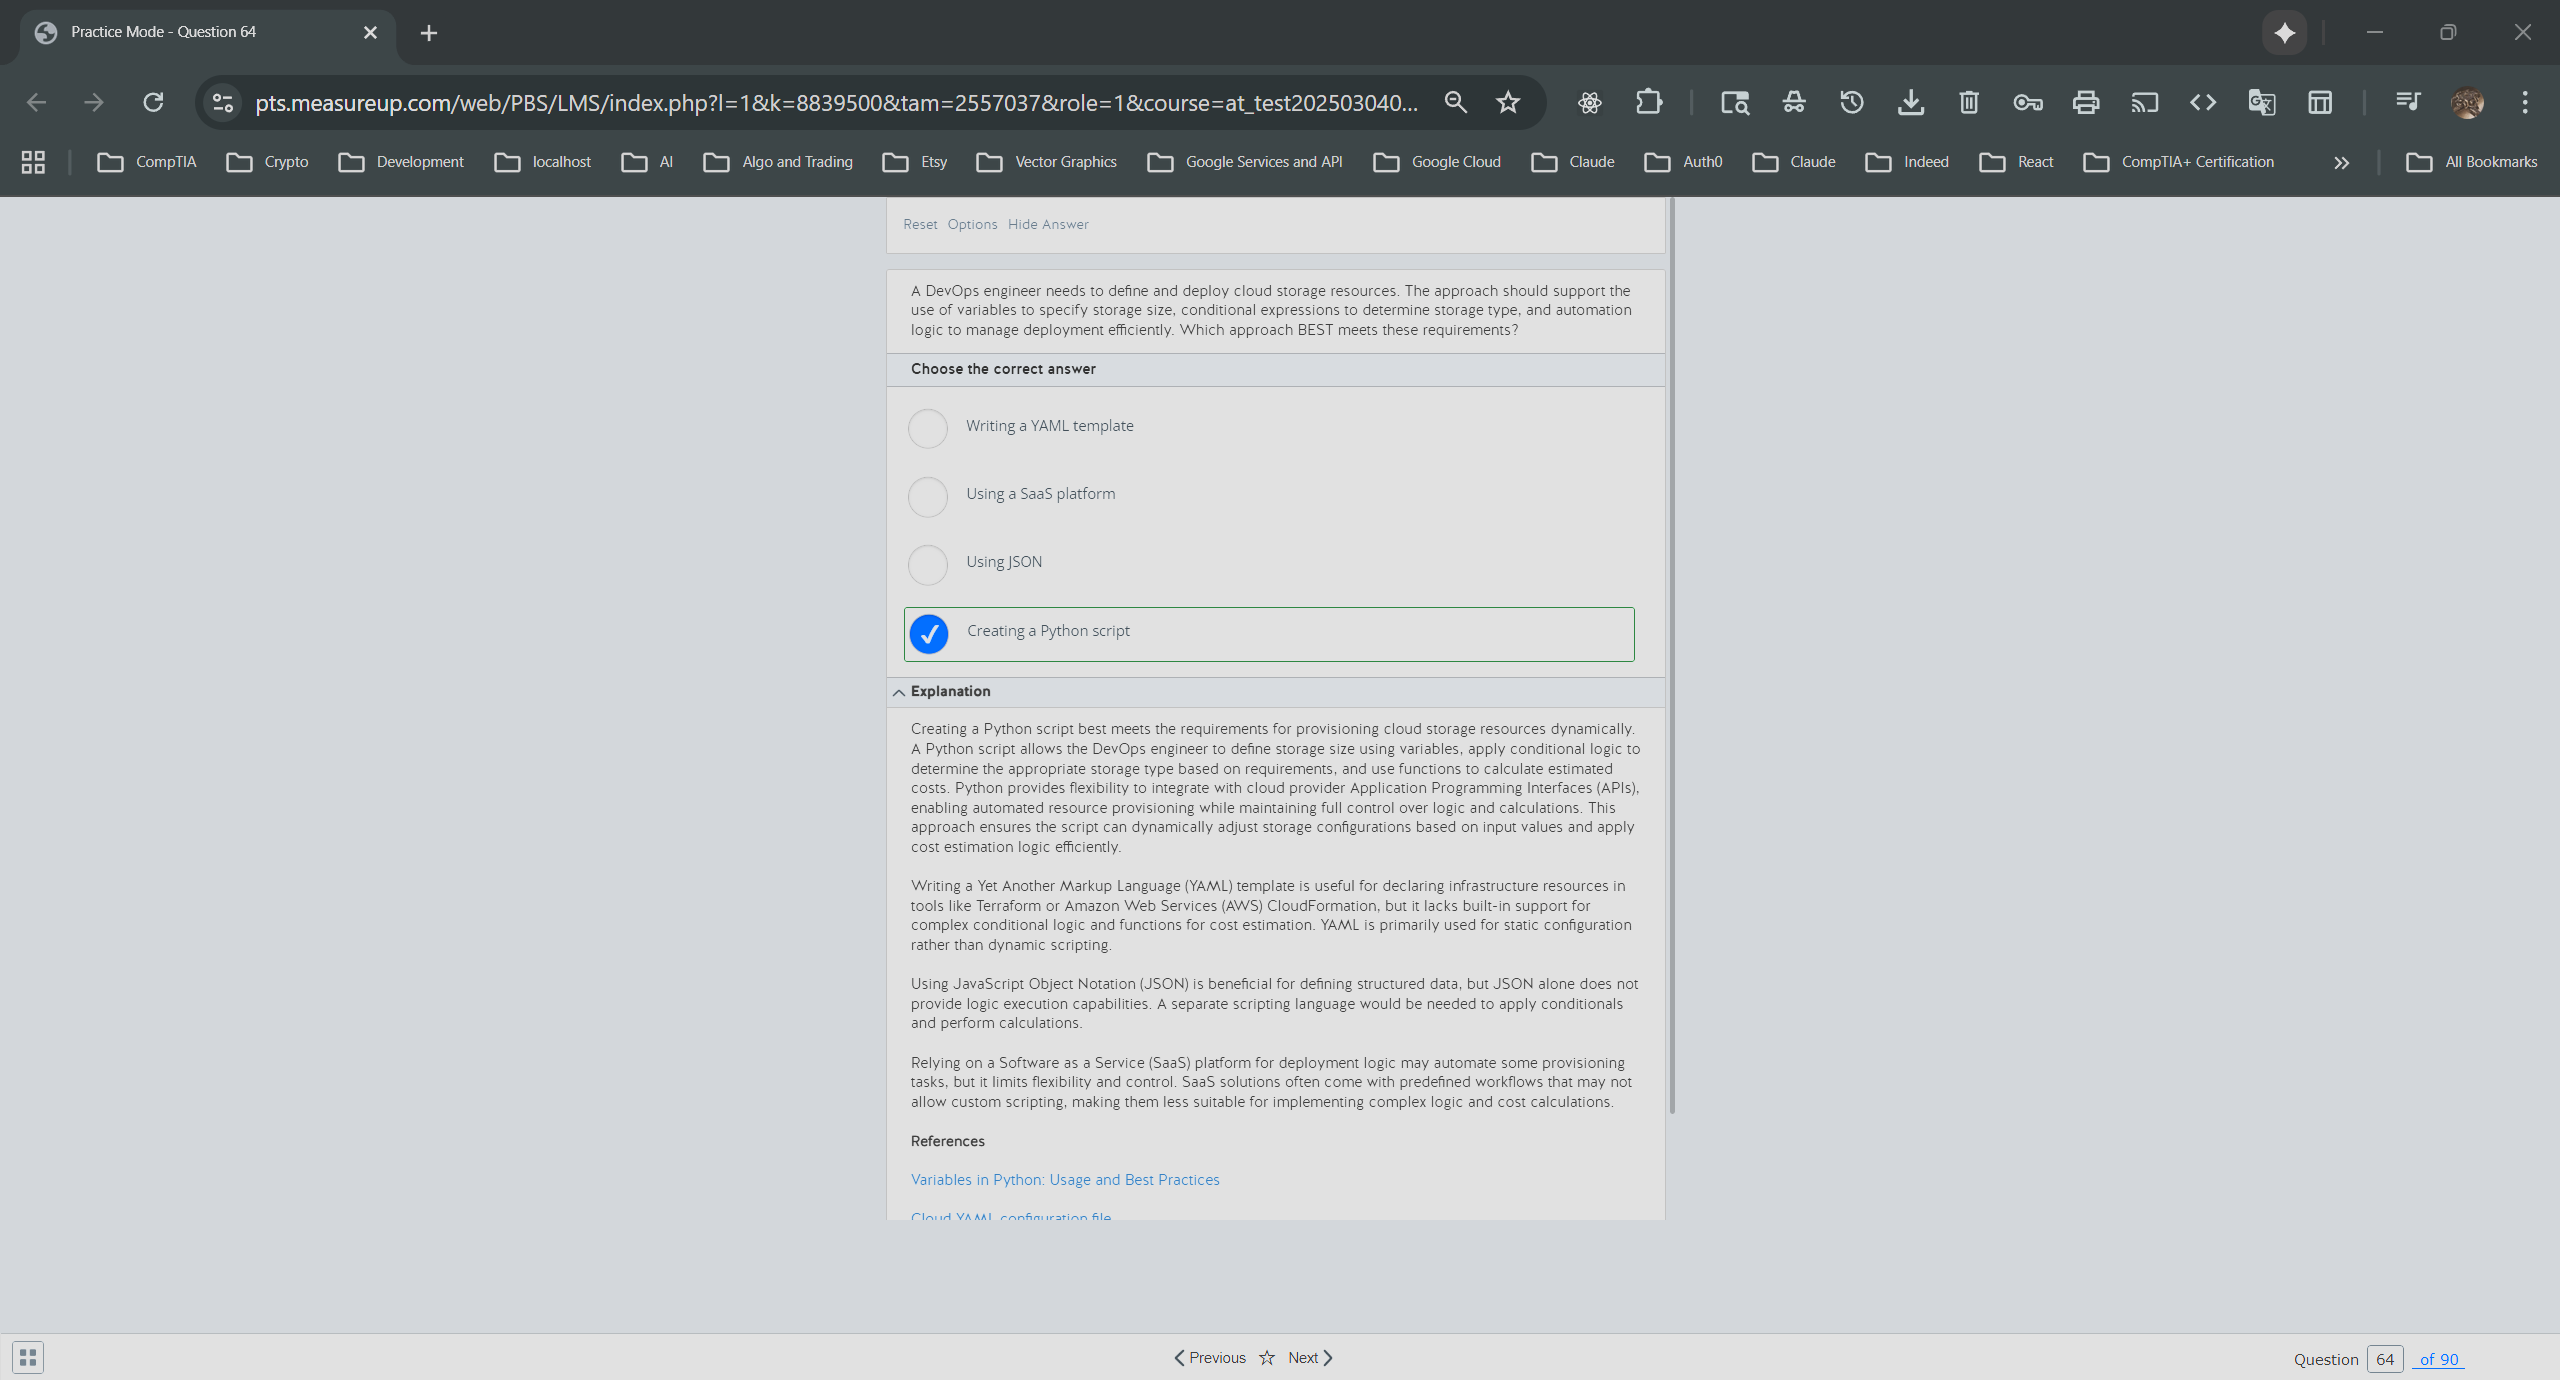 Practice Mode - Question 64
pts.measureup.com/web/PBS/LMS/index.php?l=1&k=8839500&tam=2557037&role=1&course=at_test202503040...
CompTIA Crypto Development localhost AI Algo and Trading Etsy Vector Graphics Google Services and API Google Cloud Claude Auth0 Claude Indeed React CompTIA+ Certification All Bookmarks
Reset Options Hide Answer
A DevOps engineer needs to define and deploy cloud storage resources. The approach should support the
use of variables to specify storage size, conditional expressions to determine storage type, and automation
logic to manage deployment efficiently. Which approach BEST meets these requirements?
Choose the correct answer
Writing a YAML template
Using a SaaS platform
Using JSON
Creating a Python script
Explanation
Creating a Python script best meets the requirements for provisioning cloud storage resources dynamically.
A Python script allows the DevOps engineer to define storage size using variables, apply conditional logic to
determine the appropriate storage type based on requirements, and use functions to calculate estimated
costs. Python provides flexibility to integrate with cloud provider Application Programming Interfaces (APIs),
enabling automated resource provisioning while maintaining full control over logic and calculations. This
approach ensures the script can dynamically adjust storage configurations based on input values and apply
cost estimation logic efficiently.
Writing a Yet Another Markup Language (YAML) template is useful for declaring infrastructure resources in
tools like Terraform or Amazon Web Services (AWS) CloudFormation, but it lacks built-in support for
complex conditional logic and functions for cost estimation. YAML is primarily used for static configuration
rather than dynamic scripting.
Using JavaScript Object Notation (JSON) is beneficial for defining structured data, but JSON alone does not
provide logic execution capabilities. A separate scripting language would be needed to apply conditionals
and perform calculations.
Relying on a Software as a Service (SaaS) platform for deployment logic may automate some provisioning
tasks, but it limits flexibility and control. SaaS solutions often come with predefined workflows that may not
allow custom scripting, making them less suitable for implementing complex logic and cost calculations.
References
Variables in Python: Usage and Best Practices
Cloud YAML configuration file
Previous Next
Question 64 of 90